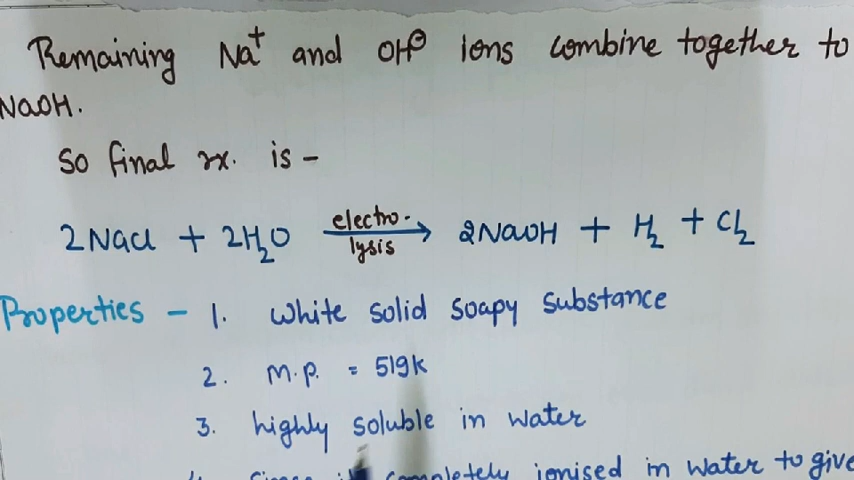 Remaining Na⁺ and OH⊖ ions combine together to
NaOH.
So final rx. is -
2NaCl + 2H₂O electro. lysis → 2NaOH + H₂ + Cl₂
Properties - 1. White solid soapy substance
2. m.p. = 519K
3. highly soluble in water
completely ionised in water to give